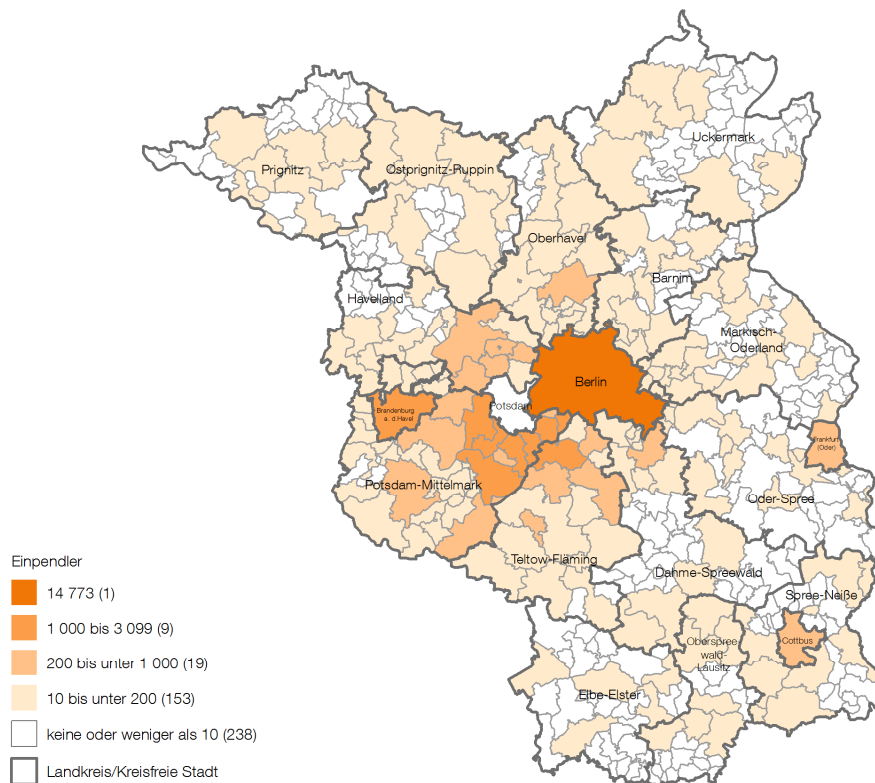 Uckermark
Prignitz
Ostprignitz-Ruppin
Oberhavel
Barnim
Havelland
Märkisch-
Oderland
Berlin
Potsdam
Brandenburg
a. d.Havel
Frankfurt
(Oder)
Potsdam-Mittelmark
Oder-Spree
Teltow-Fläming
Dahme-Spreewald
Spree-Neiße
Cottbus
Oberspree
wald-
Lausitz
Elbe-Elster
Einpendler
14 773 (1)
1 000 bis 3 099 (9)
200 bis unter 1 000 (19)
10 bis unter 200 (153)
keine oder weniger als 10 (238)
Landkreis/Kreisfreie Stadt